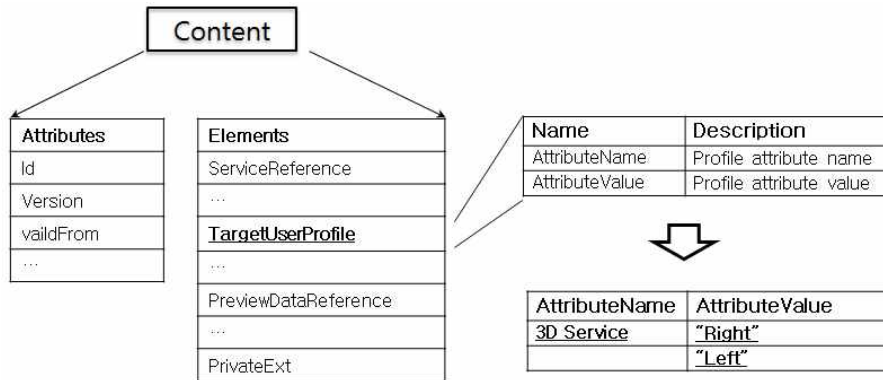 Content
Attributes
Id
Version
vaildFrom
...
Elements
ServiceReference
...
TargetUserProfile
...
PreviewDataReference
...
PrivateExt
Name Description
AttributeName Profile attribute name
AttributeValue Profile attribute value
AttributeName AttributeValue
3D Service "Right"
"Left"